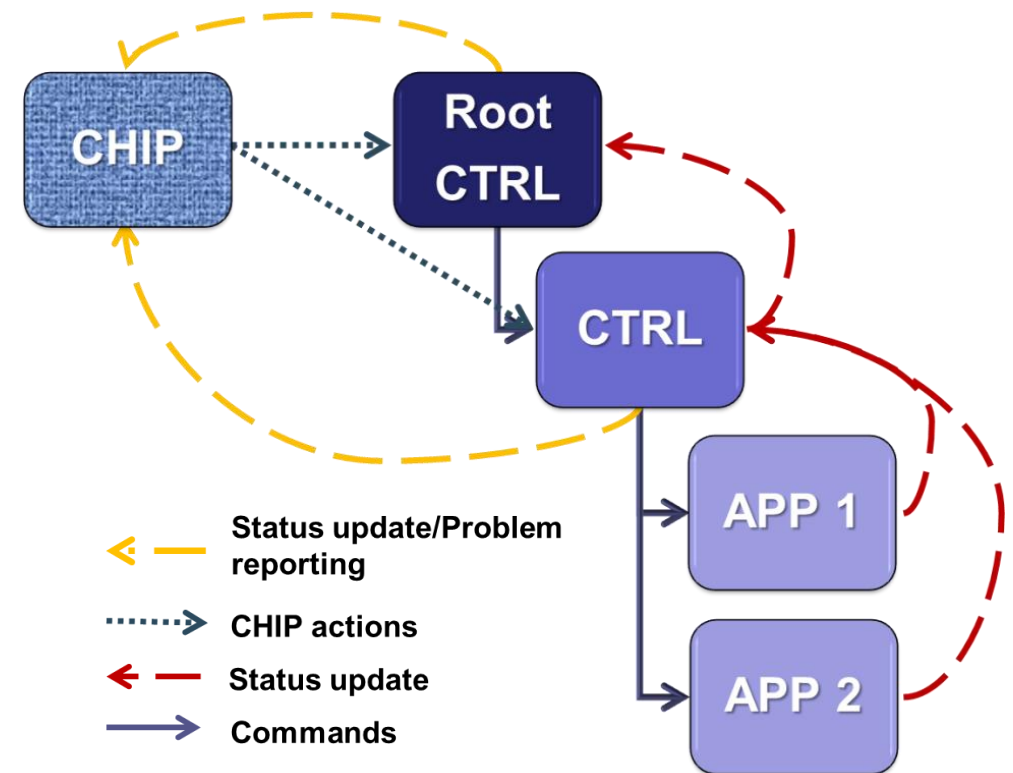 CHIP
Root
CTRL
CTRL
APP 1
APP 2
Status update/Problem
reporting
CHIP actions
Status update
Commands